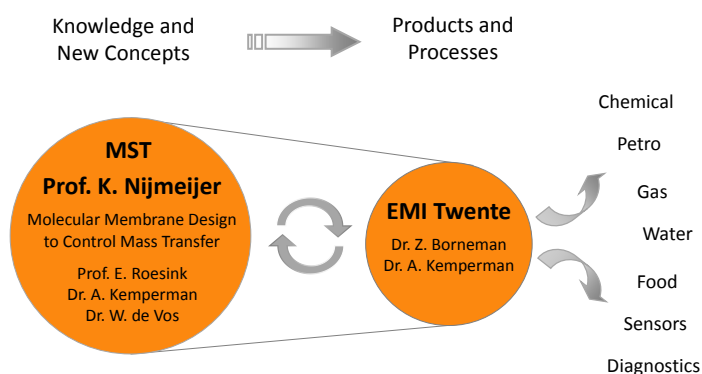 Knowledge and
New Concepts
Products and
Processes
MST
Prof. K. Nijmeijer
Molecular Membrane Design
to Control Mass Transfer
Prof. E. Roesink
Dr. A. Kemperman
Dr. W. de Vos
EMI Twente
Dr. Z. Borneman
Dr. A. Kemperman
Chemical
Petro
Gas
Water
Food
Sensors
Diagnostics